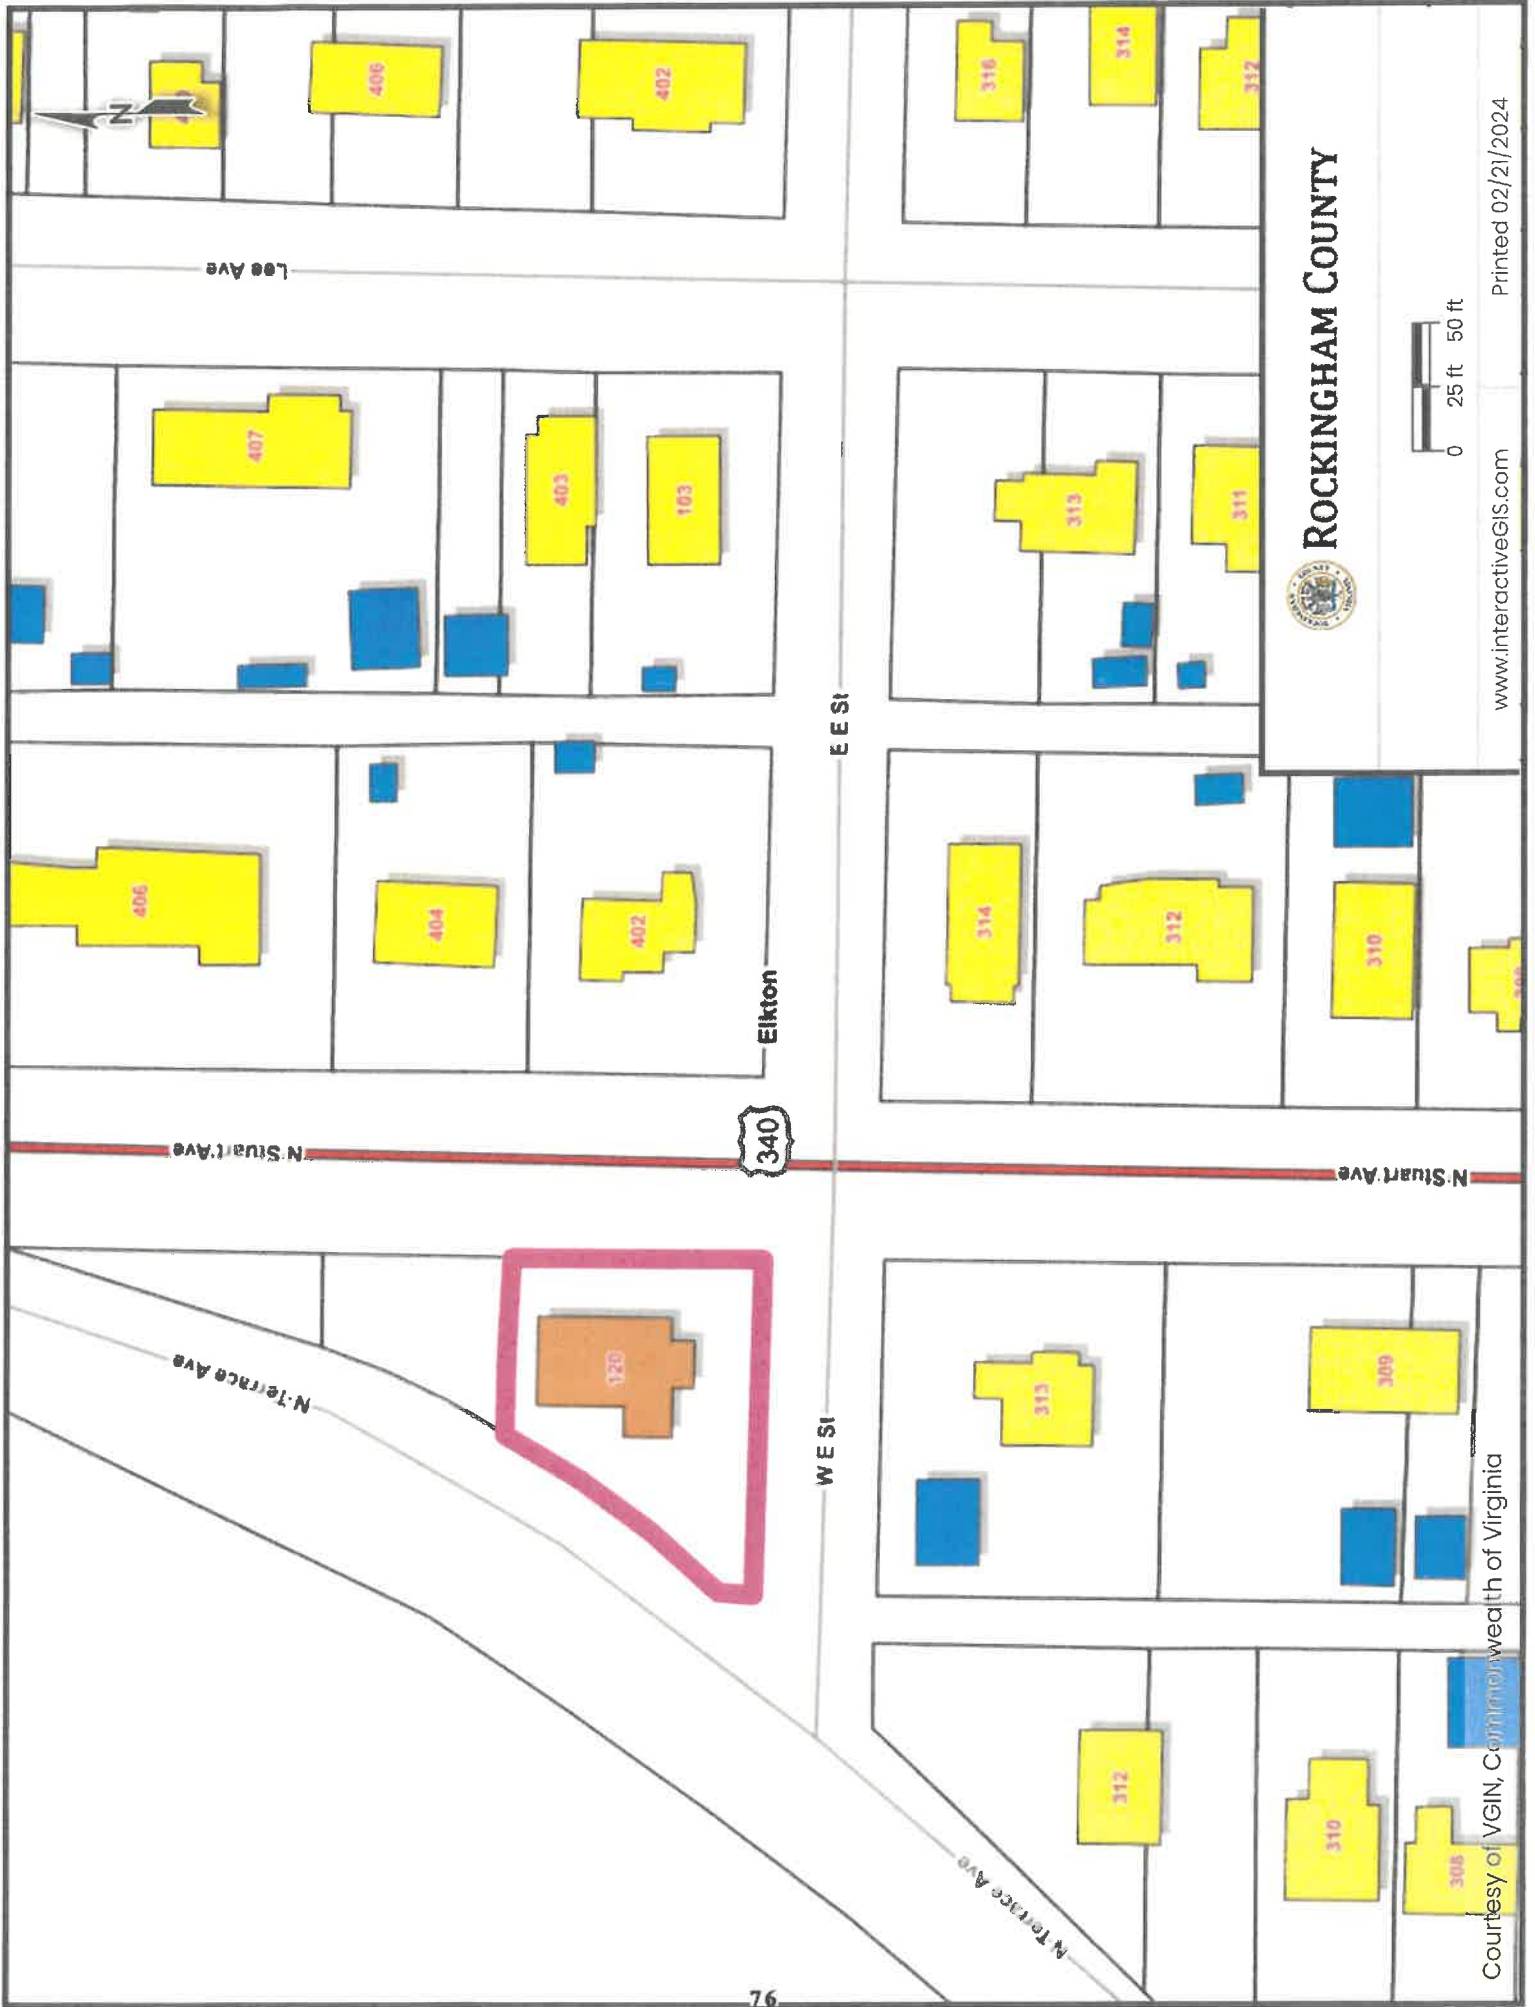 N
406
402
316
314
312
Lee Ave
407
403
103
313
311
406
404
402
E E St
314
312
310
Elkton
340
N Stuart Ave
N Stuart Ave
120
N Terrace Ave
W E St
313
309
N Terrace Ave
312
310
308
ROCKINGHAM COUNTY
0 25 ft 50 ft
www.interactiveGIS.com
Printed 02/21/2024
Courtesy of VGIN, Commonwealth of Virginia
76